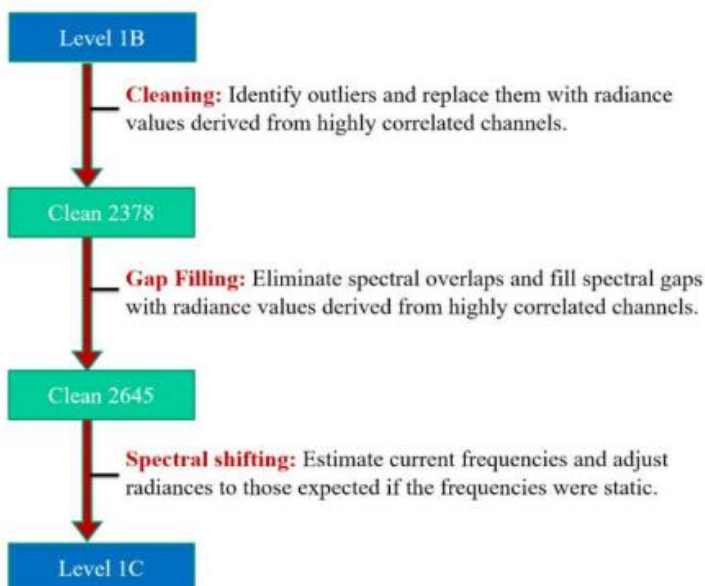 Level 1B
Cleaning: Identify outliers and replace them with radiance
values derived from highly correlated channels.
Clean 2378
Gap Filling: Eliminate spectral overlaps and fill spectral gaps
with radiance values derived from highly correlated channels.
Clean 2645
Spectral shifting: Estimate current frequencies and adjust
radiances to those expected if the frequencies were static.
Level 1C